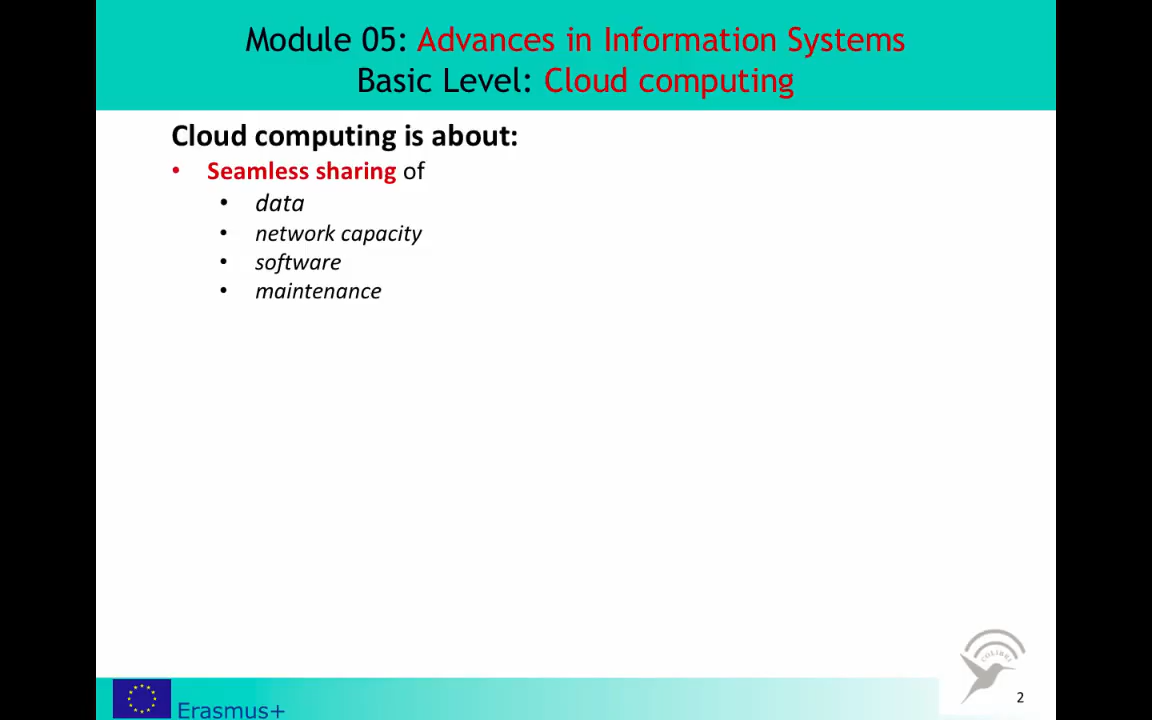 Module 05: Advances in Information Systems
Basic Level: Cloud computing
Cloud computing is about:
• Seamless sharing of
• data
• network capacity
• software
• maintenance
COLIBRI
2
Erasmus+